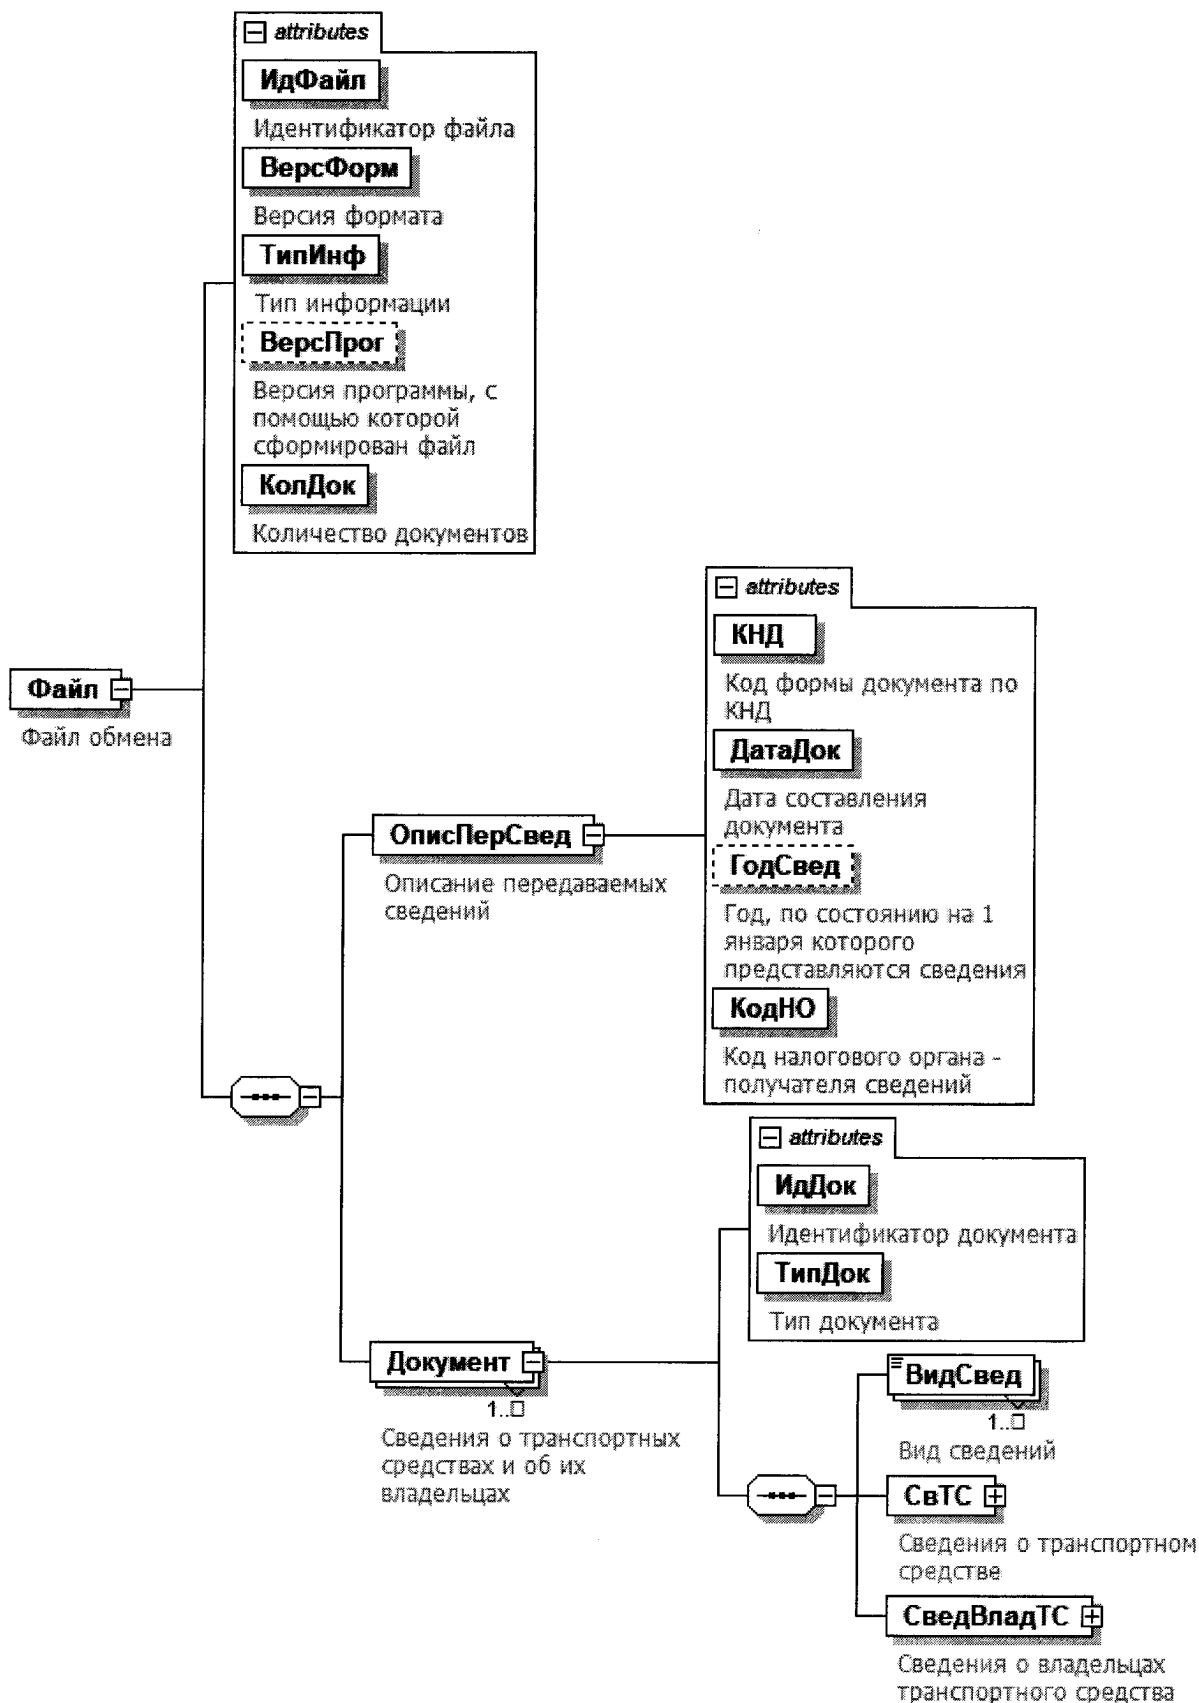 attributes
ИдФайл
Идентификатор файла
ВерсФорм
Версия формата
ТипИнф
Тип информации
ВерсПрог
Версия программы, с
помощью которой
сформирован файл
КолДок
Количество документов
Файл
Файл обмена
attributes
КНД
Код формы документа по
КНД
ДатаДок
Дата составления
документа
ГодСвед
Год, по состоянию на 1
января которого
представляются сведения
КодНО
Код налогового органа -
получателя сведений
ОписПерСвед
Описание передаваемых
сведений
attributes
ИдДок
Идентификатор документа
ТипДок
Тип документа
Документ
1..□
Сведения о транспортных
средствах и об их
владельцах
ВидСвед
1..□
Вид сведений
СвТС
Сведения о транспортном
средстве
СведВладТС
Сведения о владельцах
транспортного средства